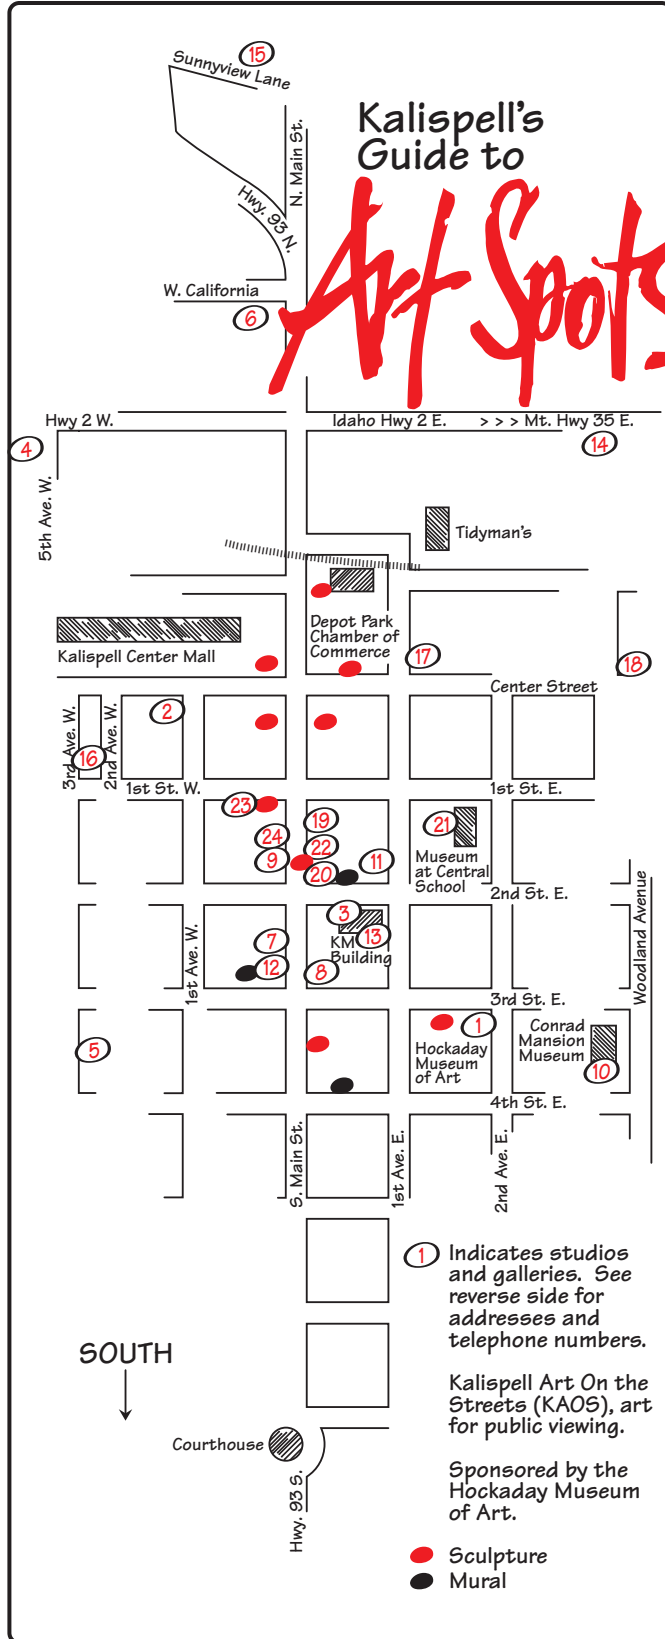 15
Sunnyview Lane
Kalispell's
Guide to
Art Spots
N. Main St.
Hwy. 93 N.
W. California
6
Hwy 2 W.
Idaho Hwy 2 E.
> > > Mt. Hwy 35 E.
4
14
5th Ave. W.
Tidyman's
Depot Park
Chamber of
Commerce
Kalispell Center Mall
17
18
Center Street
3rd Ave. W.
2nd Ave. W.
2
16
1st St. W.
1st St. E.
23
19
24
22
9
20
11
21
Museum
at Central
School
2nd St. E.
Woodland Avenue
1st Ave. W.
3
7
13
KM
Building
12
8
3rd St. E.
5
1
Hockaday
Museum
of Art
Conrad
Mansion
Museum
10
4th St. E.
S. Main St.
1st Ave. E.
2nd Ave. E.
1
Indicates studios
and galleries. See
reverse side for
addresses and
telephone numbers.
SOUTH
Kalispell Art On the
Streets (KAOS), art
for public viewing.
Courthouse
Sponsored by the
Hockaday Museum
of Art.
Hwy. 93 S.
Sculpture
Mural